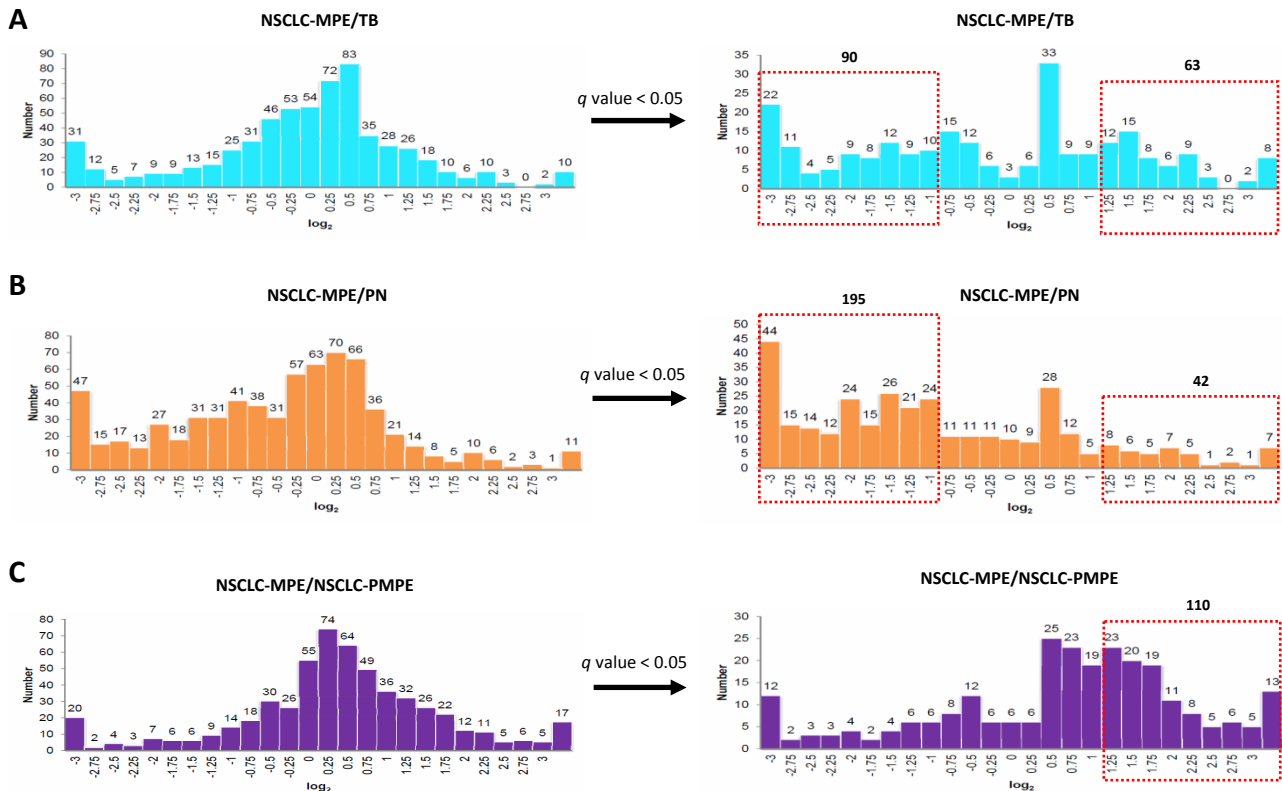 A
NSCLC-MPE/TB
Number
90
80
70
60
50
40
30
20
10
0
31 12 5 7 9 9 13 15 25 31 46 53 54 72 83 35 28 26 18 10 6 10 3 0 2 10
-3 -2.75 -2.5 -2.25 -2 -1.75 -1.5 -1.25 -1 -0.75 -0.5 -0.25 0 0.25 0.5 0.75 1 1.25 1.5 1.75 2 2.25 2.5 2.75 3
log2
q value < 0.05
NSCLC-MPE/TB
90
63
Number
35
30
25
20
15
10
5
0
22 11 4 5 9 8 12 9 10 15 12 6 3 6 33 9 9 12 15 8 6 9 3 0 2 8
-3 -2.75 -2.5 -2.25 -2 -1.75 -1.5 -1.25 -1 -0.75 -0.5 -0.25 0 0.25 0.5 0.75 1 1.25 1.5 1.75 2 2.25 2.5 2.75 3
log2
B
NSCLC-MPE/PN
Number
80
70
60
50
40
30
20
10
0
47 15 17 13 27 18 31 31 41 38 31 57 63 70 66 36 21 14 8 5 10 6 2 3 1 11
-3 -2.75 -2.5 -2.25 -2 -1.75 -1.5 -1.25 -1 -0.75 -0.5 -0.25 0 0.25 0.5 0.75 1 1.25 1.5 1.75 2 2.25 2.5 2.75 3
log2
q value < 0.05
195
NSCLC-MPE/PN
42
Number
50
45
40
35
30
25
20
15
10
5
0
44 15 14 12 24 15 26 21 24 11 11 11 10 9 28 12 5 8 6 5 7 5 1 2 1 7
-3 -2.75 -2.5 -2.25 -2 -1.75 -1.5 -1.25 -1 -0.75 -0.5 -0.25 0 0.25 0.5 0.75 1 1.25 1.5 1.75 2 2.25 2.5 2.75 3
log2
C
NSCLC-MPE/NSCLC-PMPE
Number
80
70
60
50
40
30
20
10
0
20 2 4 3 7 6 6 9 14 18 30 26 55 74 64 49 36 32 26 22 12 11 5 6 5 17
-3 -2.75 -2.5 -2.25 -2 -1.75 -1.5 -1.25 -1 -0.75 -0.5 -0.25 0 0.25 0.5 0.75 1 1.25 1.5 1.75 2 2.25 2.5 2.75 3
log2
q value < 0.05
NSCLC-MPE/NSCLC-PMPE
110
Number
30
25
20
15
10
5
0
12 2 3 3 4 2 4 6 6 8 12 6 6 6 25 23 19 23 20 19 11 8 5 6 5 13
-3 -2.75 -2.5 -2.25 -2 -1.75 -1.5 -1.25 -1 -0.75 -0.5 -0.25 0 0.25 0.5 0.75 1 1.25 1.5 1.75 2 2.25 2.5 2.75 3
log2